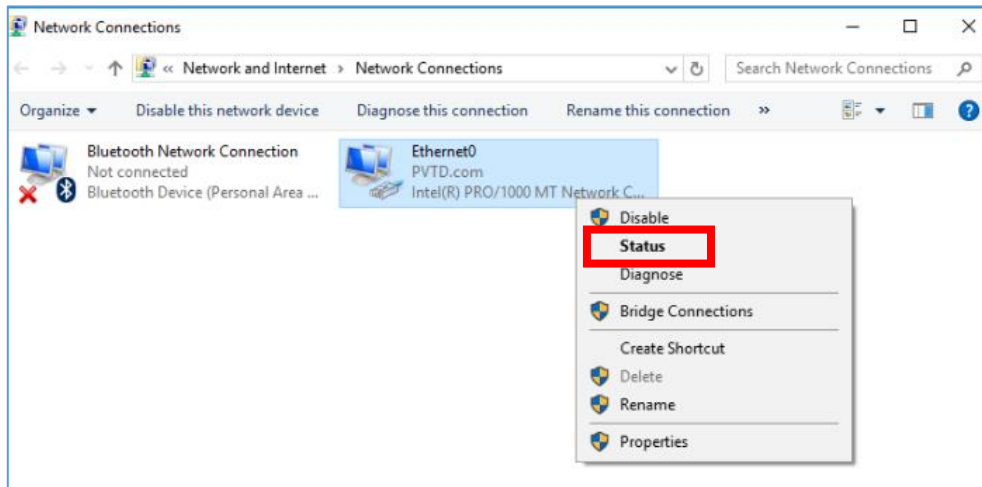 Network Connections
« Network and Internet › Network Connections
Search Network Connections
Organize
Disable this network device
Diagnose this connection
Rename this connection
»
Bluetooth Network Connection
Not connected
Bluetooth Device (Personal Area ...
Ethernet0
PVTD.com
Intel(R) PRO/1000 MT Network C...
Disable
Status
Diagnose
Bridge Connections
Create Shortcut
Delete
Rename
Properties